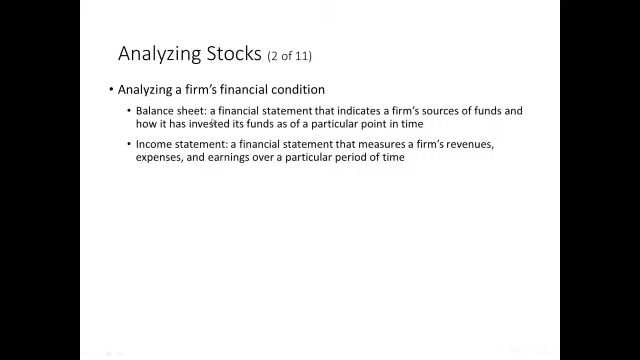 Analyzing Stocks (2 of 11)
• Analyzing a firm's financial condition
• Balance sheet: a financial statement that indicates a firm's sources of funds and
how it has invested its funds as of a particular point in time
• Income statement: a financial statement that measures a firm's revenues,
expenses, and earnings over a particular period of time